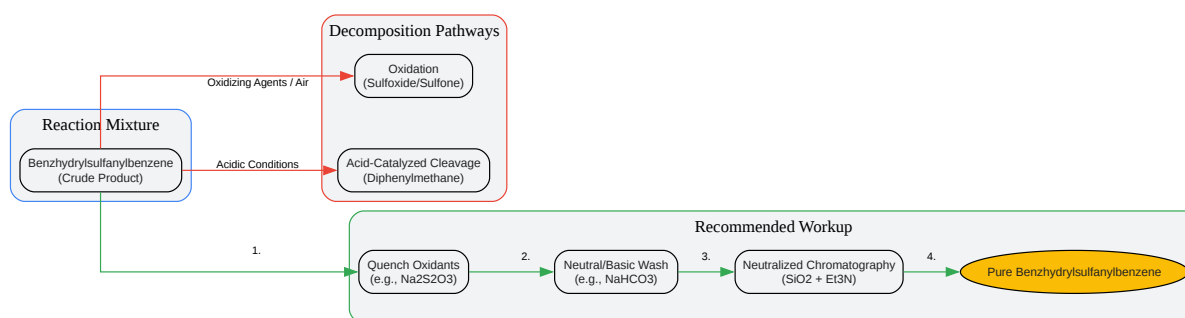 Decomposition Pathways
Oxidation
(Sulfoxide/Sulfone)
Oxidizing Agents / Air
Reaction Mixture
Benzhydrylsulfanylbenzene
(Crude Product)
Acidic Conditions
Acid-Catalyzed Cleavage
(Diphenylmethane)
Recommended Workup
1.
Quench Oxidants
(e.g., Na2S2O3)
2.
Neutral/Basic Wash
(e.g., NaHCO3)
3.
Neutralized Chromatography
(SiO2 + Et3N)
4.
Pure Benzhydrylsulfanylbenzene